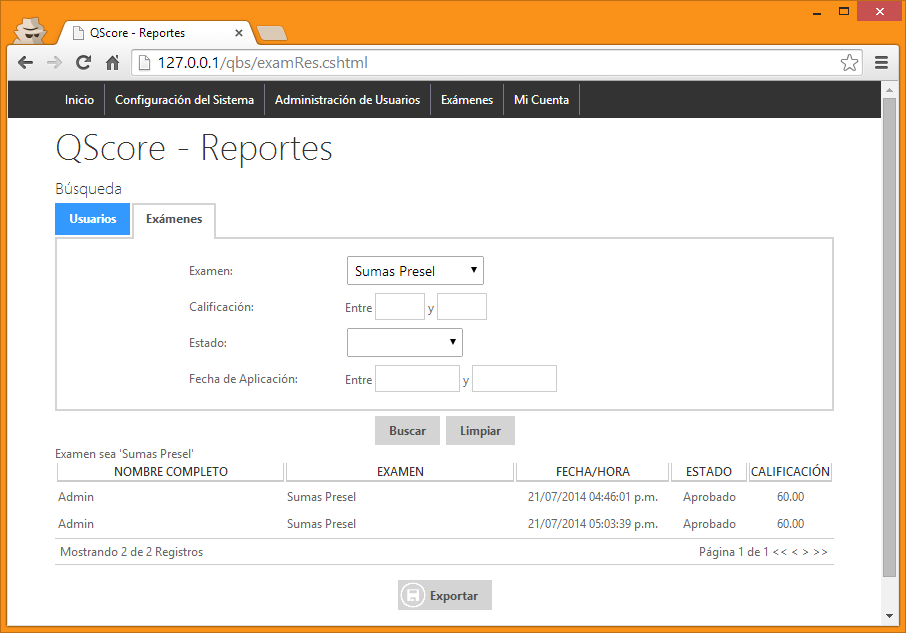 QScore - Reportes
127.0.0.1/qbs/examRes.cshtml
Inicio Configuración del Sistema Administración de Usuarios Exámenes Mi Cuenta
QScore - Reportes
Búsqueda
Usuarios Exámenes
Examen: Sumas Presel
Calificación: Entre y
Estado:
Fecha de Aplicación: Entre y
Buscar Limpiar
Examen sea 'Sumas Presel'
NOMBRE COMPLETO EXAMEN FECHA/HORA ESTADO CALIFICACIÓN
Admin Sumas Presel 21/07/2014 04:46:01 p.m. Aprobado 60.00
Admin Sumas Presel 21/07/2014 05:03:39 p.m. Aprobado 60.00
Mostrando 2 de 2 Registros Página 1 de 1 << < > >>
Exportar